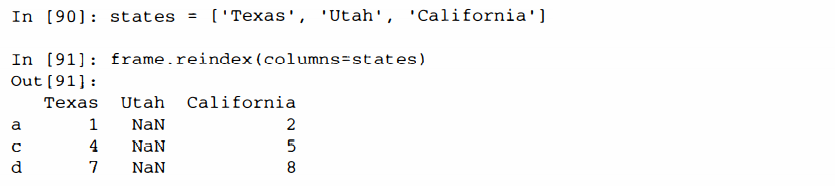 In [90]: states = ['Texas', 'Utah', 'California']
In [91]: frame.reindex(columns=states)
Out[91]:
   Texas  Utah  California
a      1   NaN           2
c      4   NaN           5
d      7   NaN           8